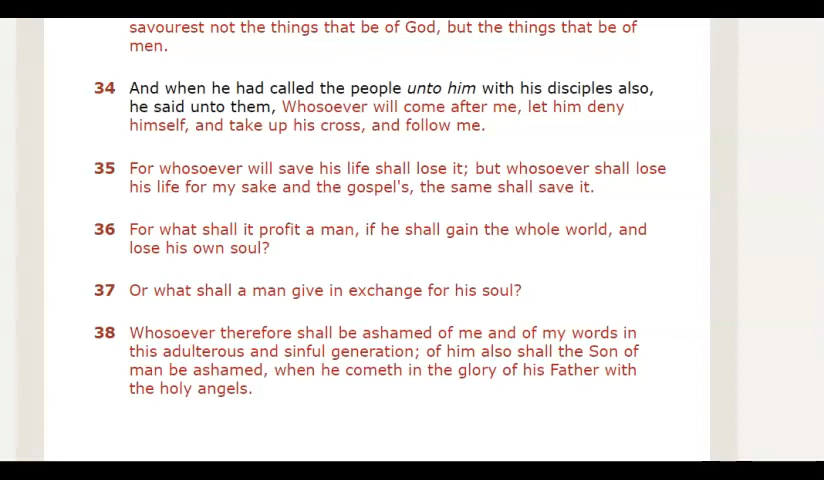 savourest not the things that be of God, but the things that be of
men.
34 And when he had called the people unto him with his disciples also,
he said unto them, Whosoever will come after me, let him deny
himself, and take up his cross, and follow me.
35 For whosoever will save his life shall lose it; but whosoever shall lose
his life for my sake and the gospel's, the same shall save it.
36 For what shall it profit a man, if he shall gain the whole world, and
lose his own soul?
37 Or what shall a man give in exchange for his soul?
38 Whosoever therefore shall be ashamed of me and of my words in
this adulterous and sinful generation; of him also shall the Son of
man be ashamed, when he cometh in the glory of his Father with
the holy angels.